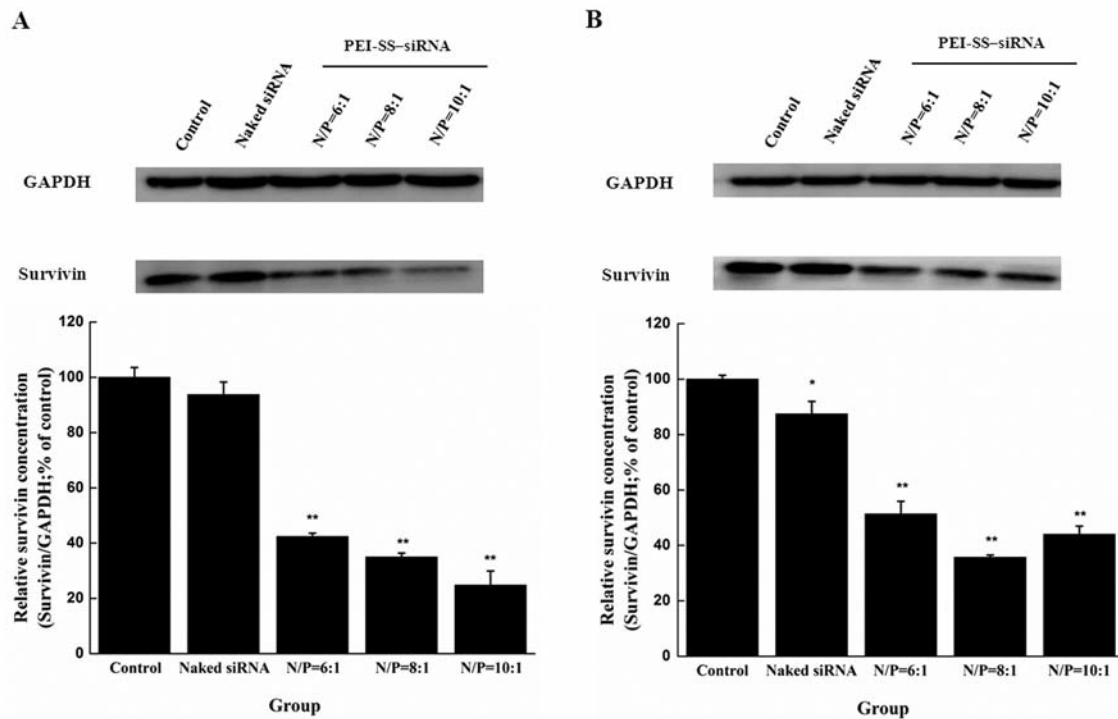 A
PEI-SS–siRNA
Control
Naked siRNA
N/P=6:1
N/P=8:1
N/P=10:1
GAPDH
Survivin
120
100
80
60
40
20
0
Relative survivin concentration
(Survivin/GAPDH;% of control)
**
**
**
Control
Naked siRNA
N/P=6:1
N/P=8:1
N/P=10:1
Group
B
PEI-SS–siRNA
Control
Naked siRNA
N/P=6:1
N/P=8:1
N/P=10:1
GAPDH
Survivin
120
100
80
60
40
20
0
Relative survivin concentration
(Survivin/GAPDH;% of control)
*
**
**
**
Control
Naked siRNA
N/P=6:1
N/P=8:1
N/P=10:1
Group